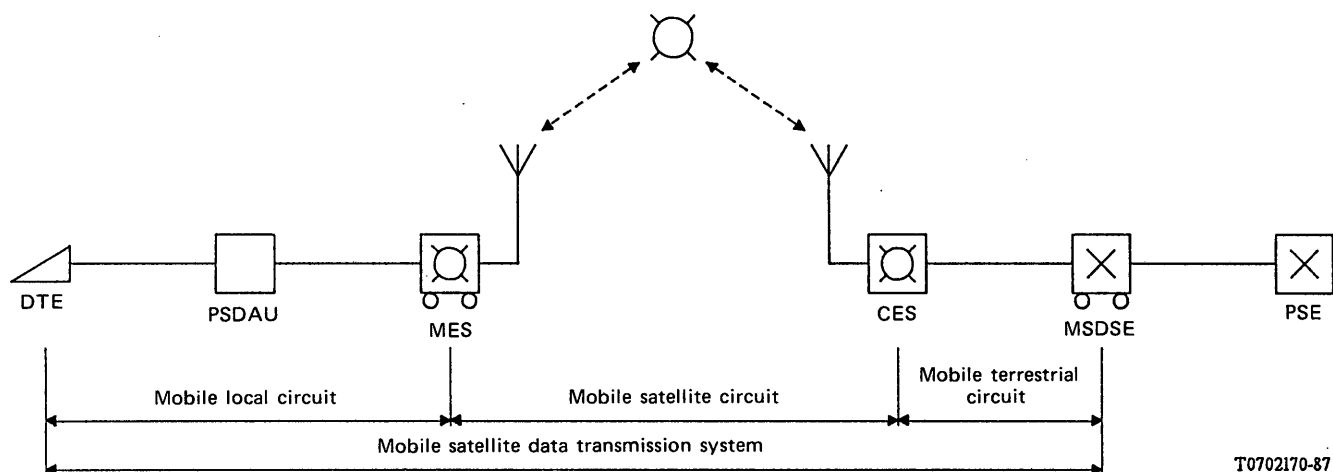 DTE
PSDAU
MES
CES
MSDSE
PSE
Mobile local circuit
Mobile satellite circuit
Mobile terrestrial
circuit
Mobile satellite data transmission system
T0702170-87